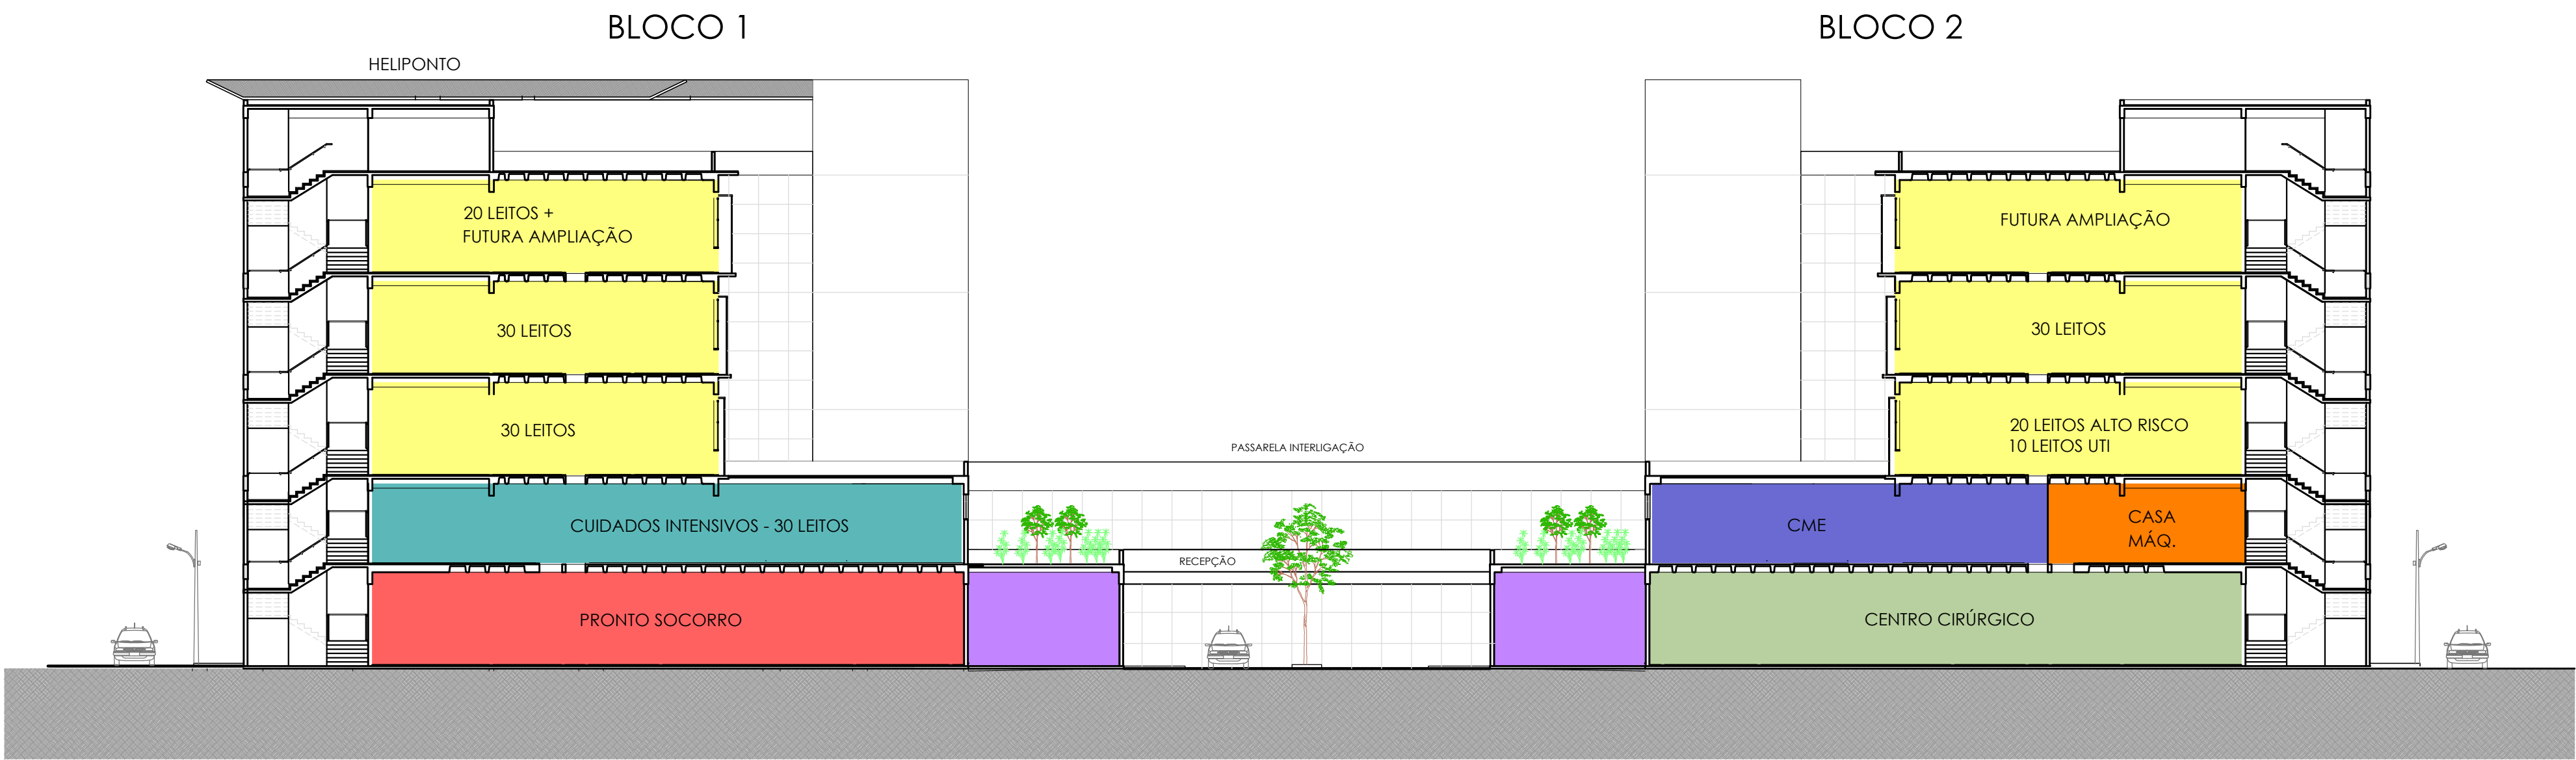 BLOCO 1
BLOCO 2
HELIPONTO
20 LEITOS +
FUTURA AMPLIAÇÃO
FUTURA AMPLIAÇÃO
30 LEITOS
30 LEITOS
30 LEITOS
20 LEITOS ALTO RISCO
10 LEITOS UTI
PASSARELA INTERLIGAÇÃO
CUIDADOS INTENSIVOS - 30 LEITOS
CME
CASA
MÁQ.
RECEPÇÃO
PRONTO SOCORRO
CENTRO CIRÚRGICO